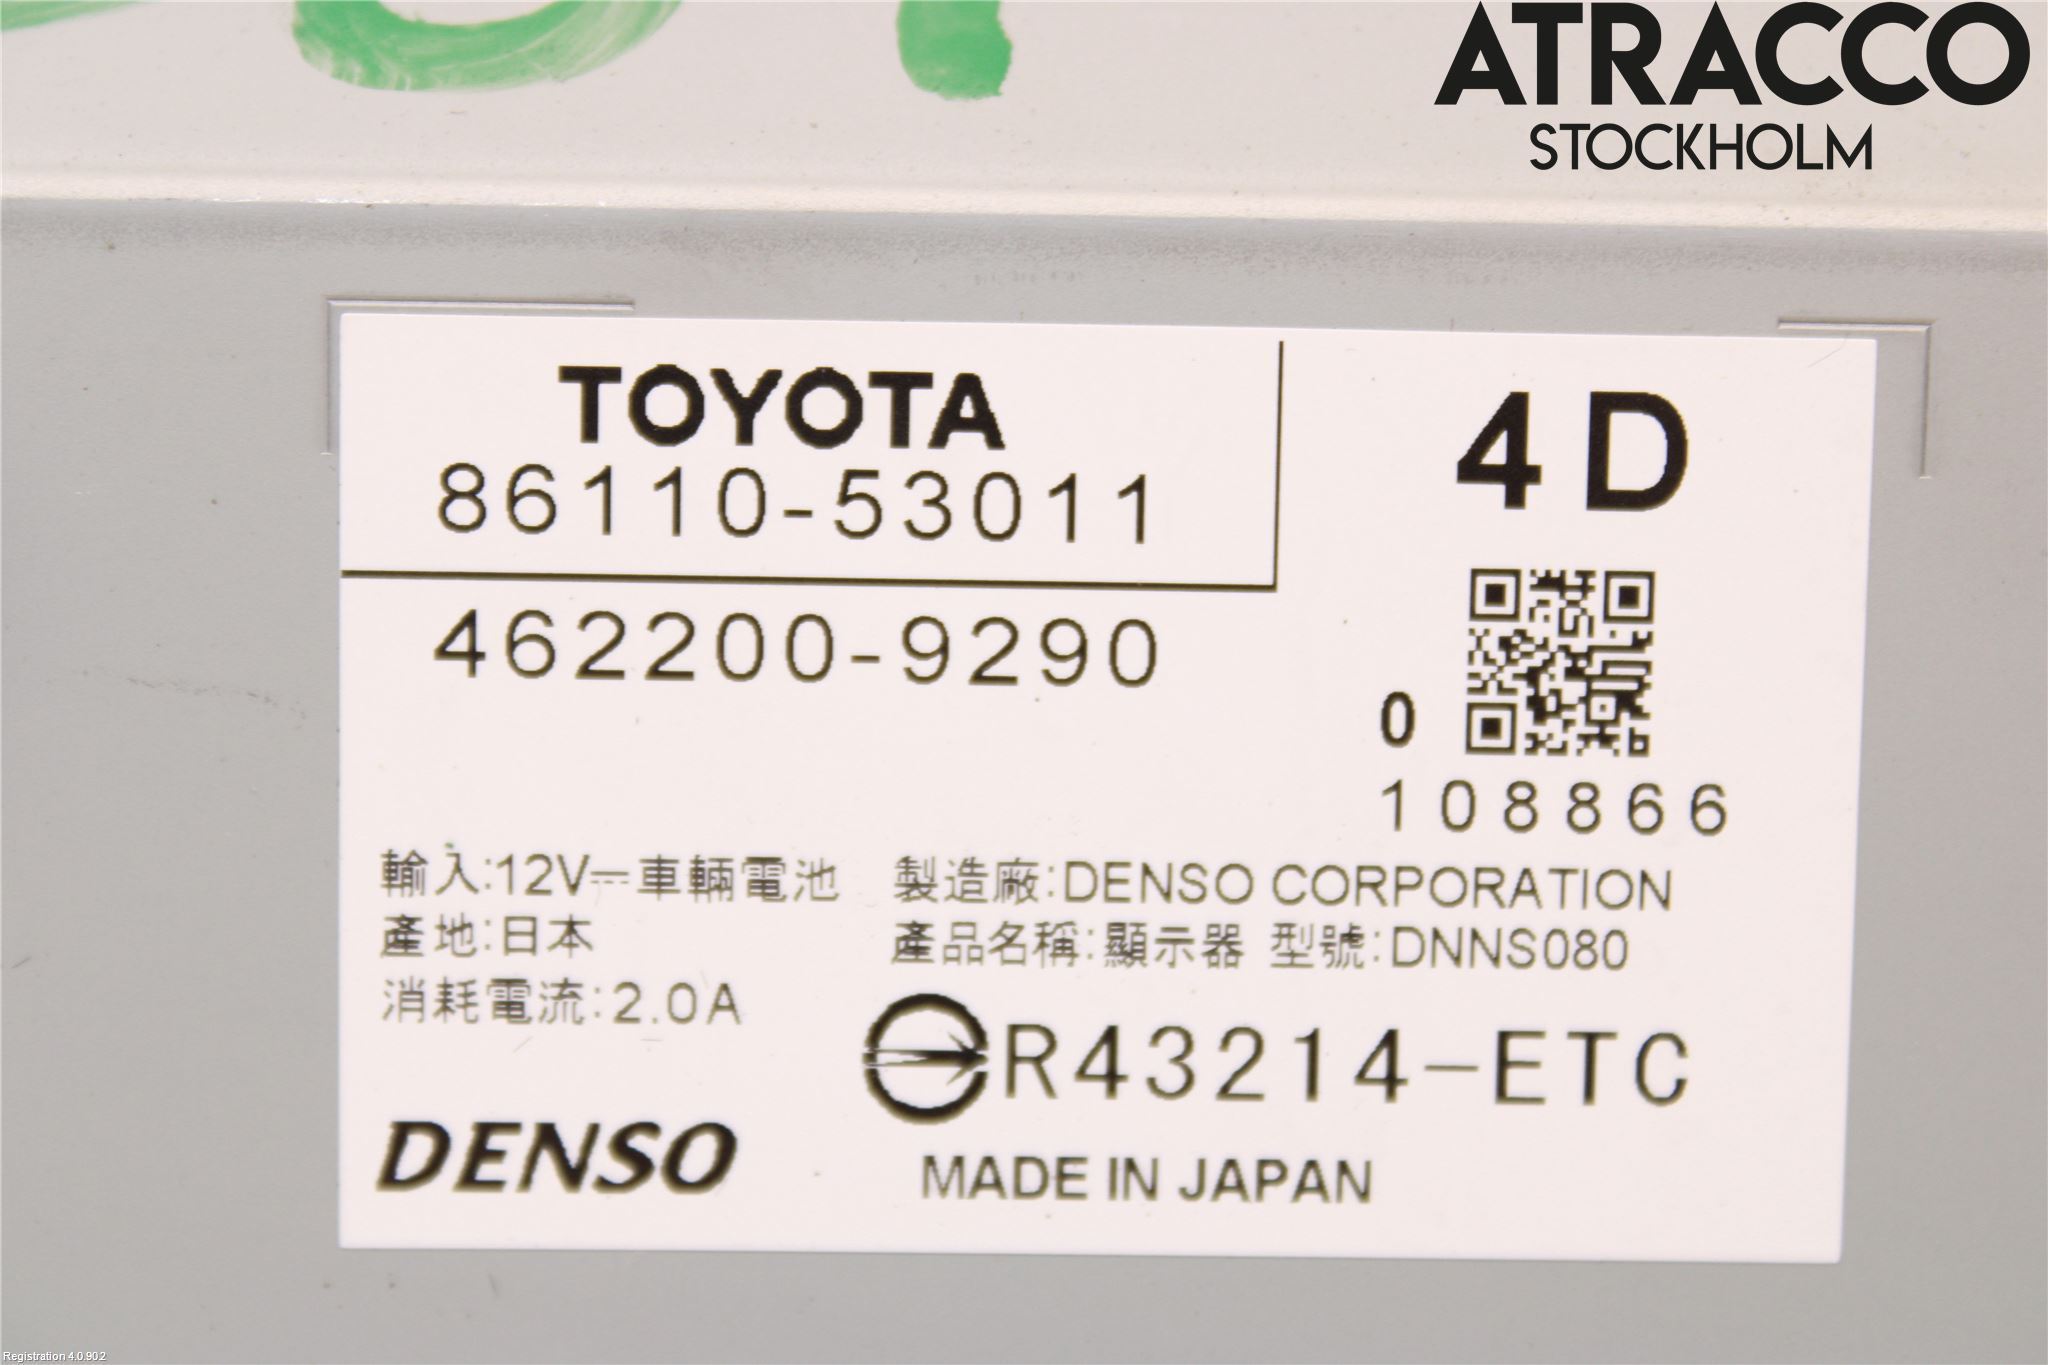 ATRACCO
STOCKHOLM
TOYOTA
86110-53011
4D
462200-9290
0
108866
輸入:12V⎓車輛電池
製造廠:DENSO CORPORATION
產地:日本
產品名稱:顯示器 型號:DNNS080
消耗電流:2.0A
R43214-ETC
DENSO
MADE IN JAPAN
Registration 4.0.90.2